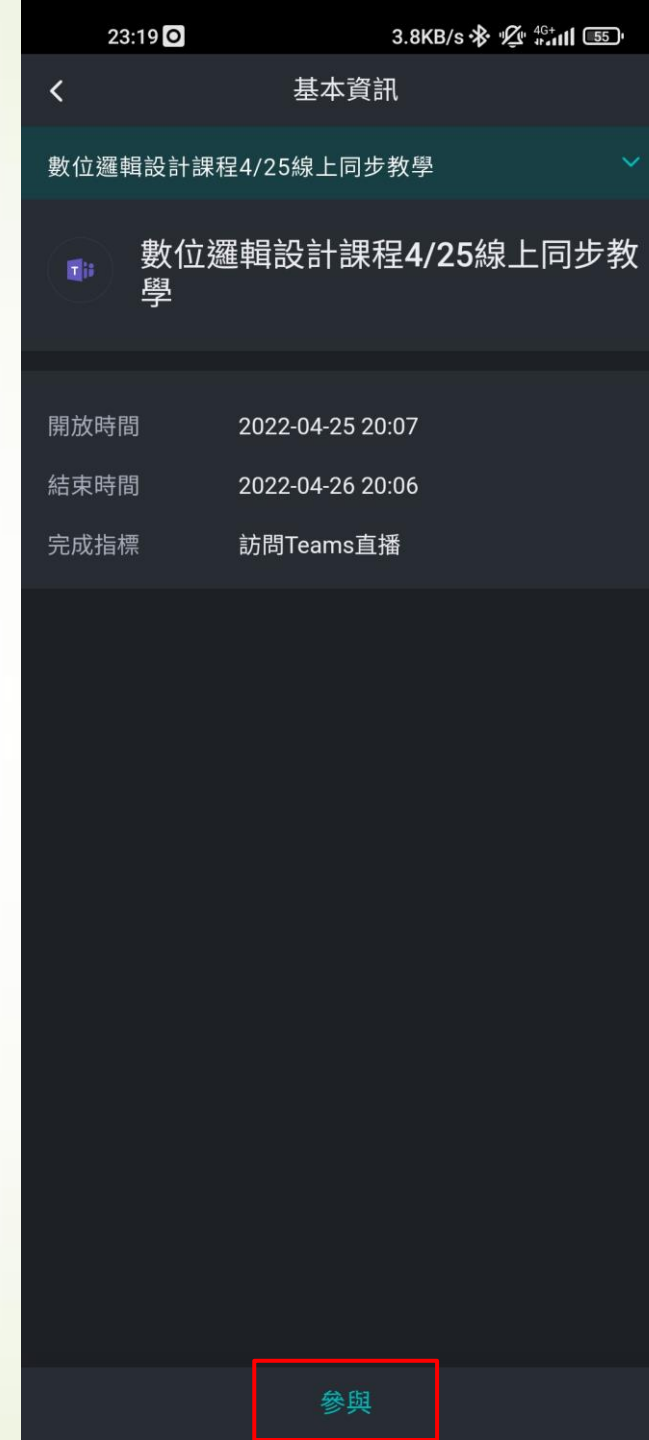 23:19 3.8KB/s 4G+ 55
基本資訊
數位邏輯設計課程4/25線上同步教學
數位邏輯設計課程4/25線上同步教
學
開放時間 2022-04-25 20:07
結束時間 2022-04-26 20:06
完成指標 訪問Teams直播
參與